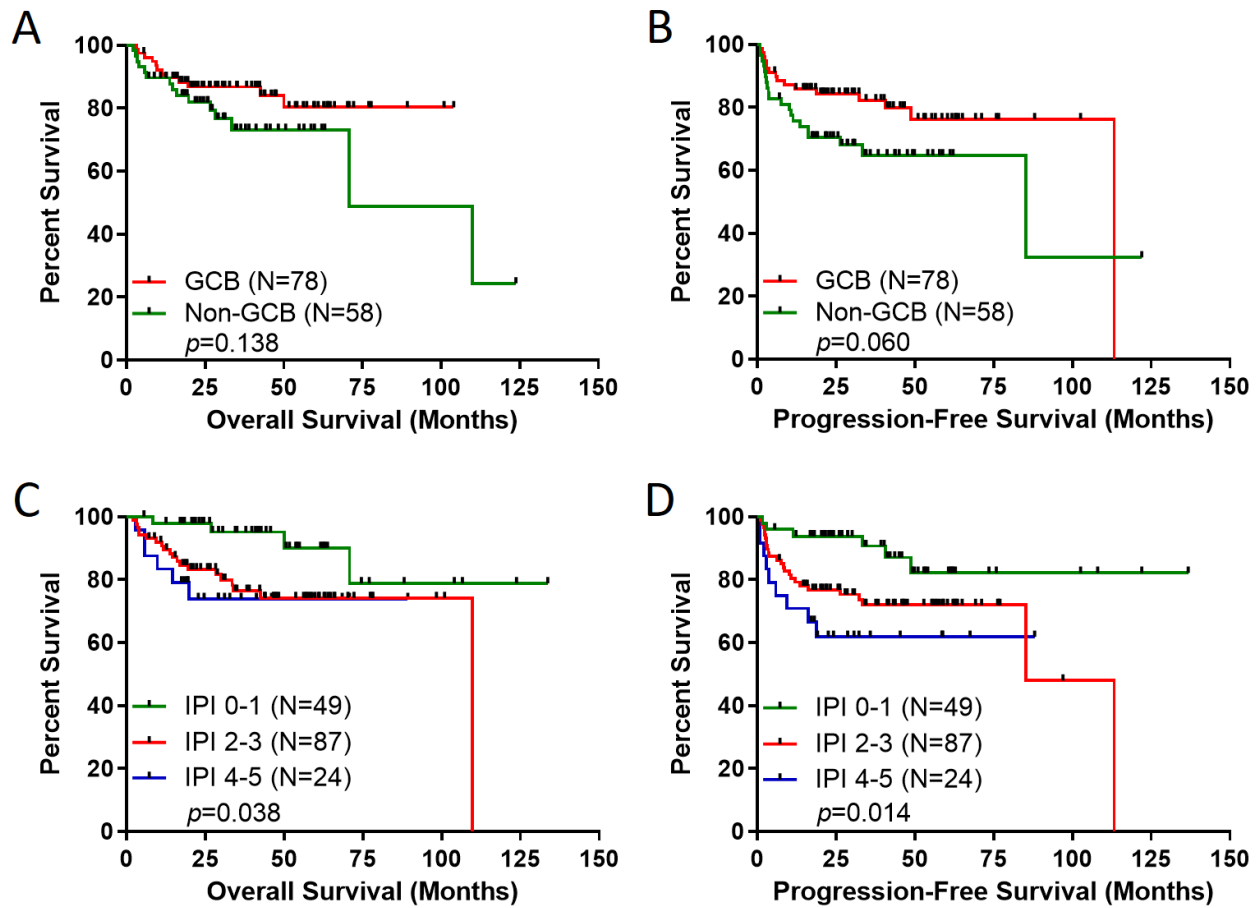 A
Percent Survival
100
80
60
40
20
0
GCB (N=78)
Non-GCB (N=58)
p=0.138
0 25 50 75 100 125 150
Overall Survival (Months)
B
Percent Survival
100
80
60
40
20
0
GCB (N=78)
Non-GCB (N=58)
p=0.060
0 25 50 75 100 125 150
Progression-Free Survival (Months)
C
Percent Survival
100
80
60
40
20
0
IPI 0-1 (N=49)
IPI 2-3 (N=87)
IPI 4-5 (N=24)
p=0.038
0 25 50 75 100 125 150
Overall Survival (Months)
D
Percent Survival
100
80
60
40
20
0
IPI 0-1 (N=49)
IPI 2-3 (N=87)
IPI 4-5 (N=24)
p=0.014
0 25 50 75 100 125 150
Progression-Free Survival (Months)